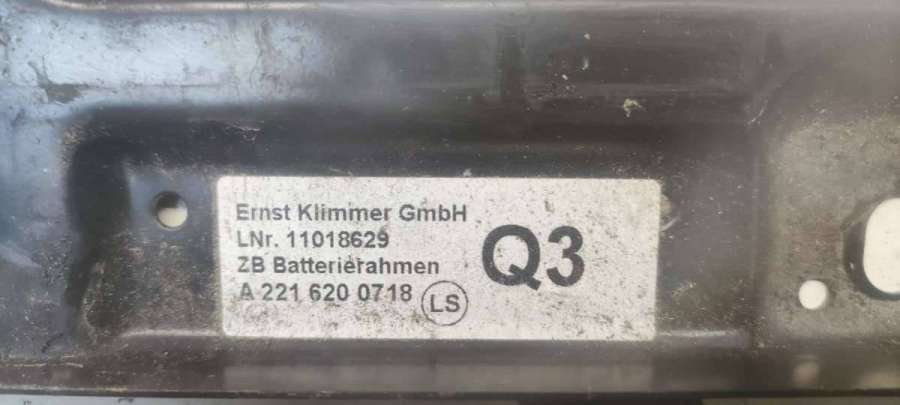 Ernst Klimmer GmbH
LNr. 11018629
ZB Batterierahmen
A 221 620 0718
LS
Q3